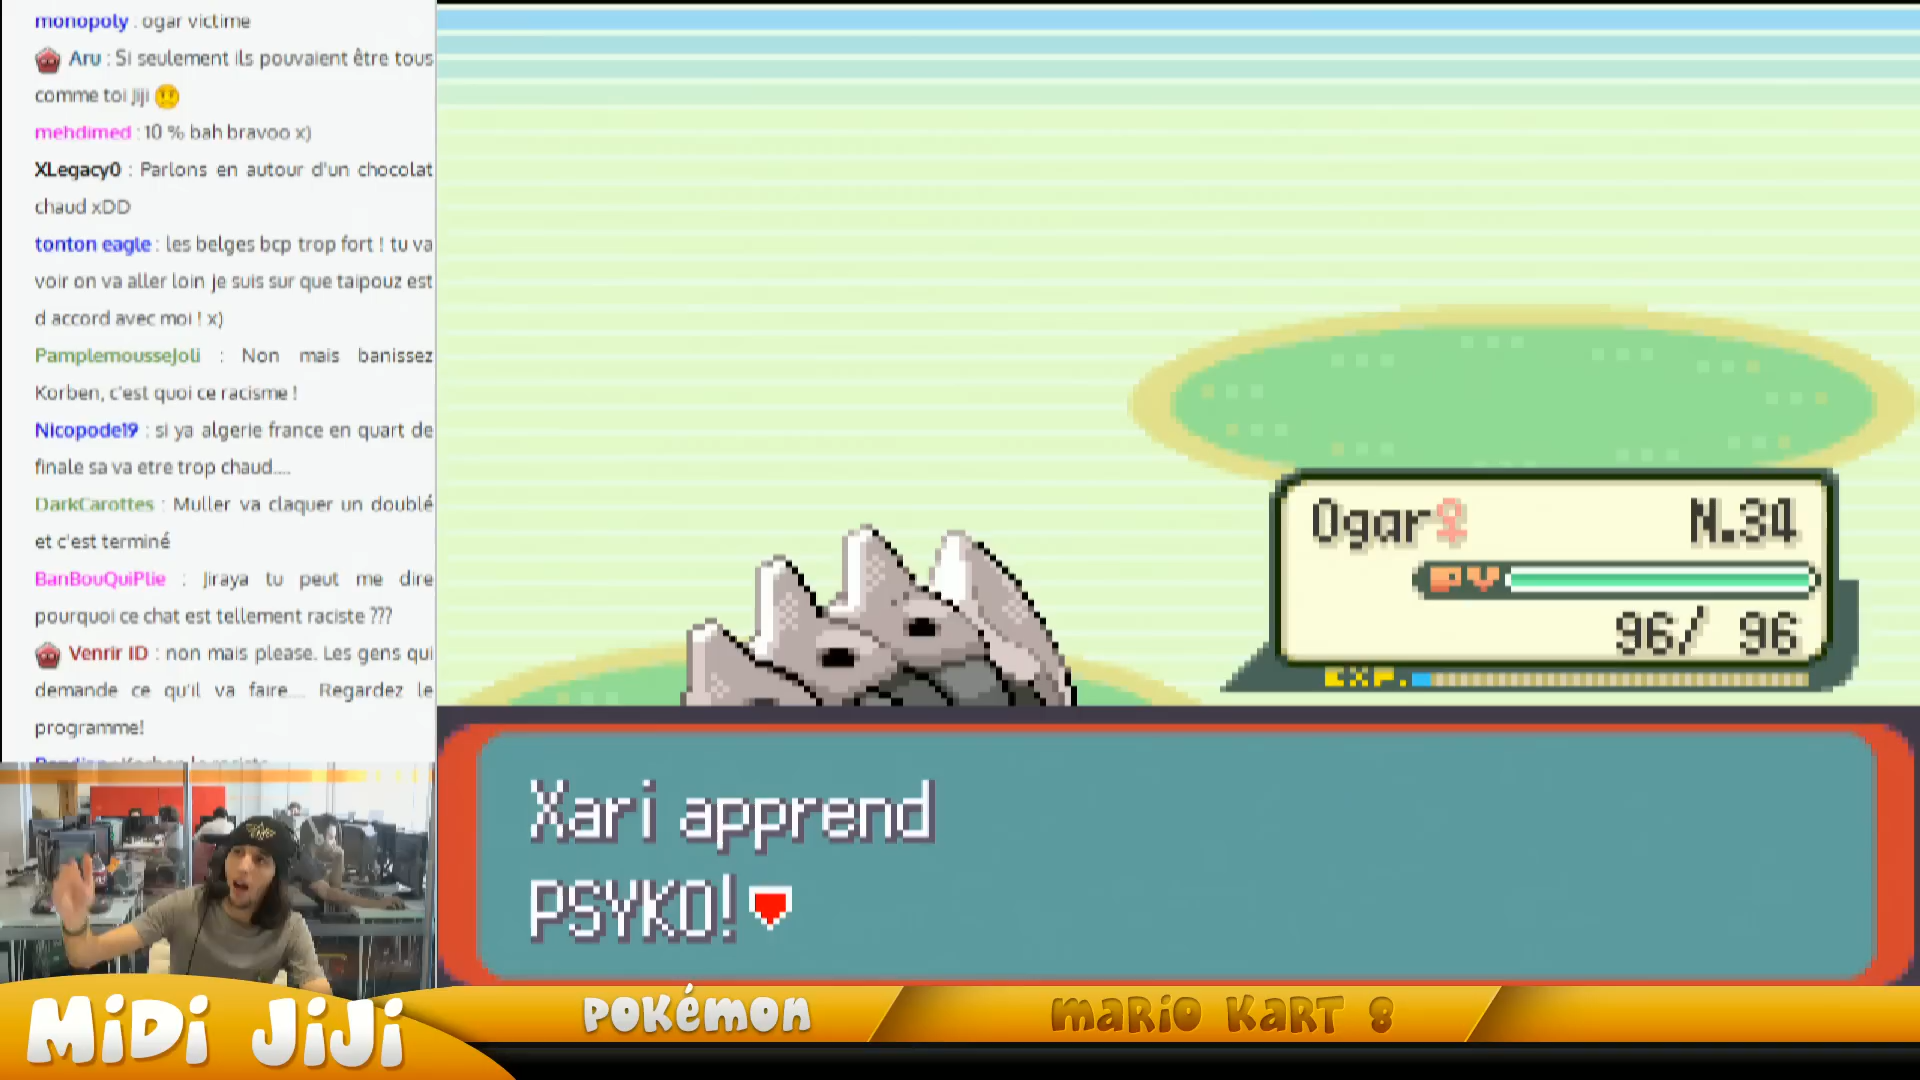 monopoly : ogar victime
Aru : Si seulement ils pouvaient être tous
comme toi Jiji
mehdimed : 10 % bah bravoo x)
XLegacy0 : Parlons en autour d'un chocolat
chaud xDD
tonton eagle : les belges bcp trop fort ! tu va
voir on va aller loin je suis sur que taipouz est
d accord avec moi ! x)
PamplemousseJoli : Non mais banissez
Korben, c'est quoi ce racisme !
Nicopode19 : si ya algerie france en quart de
finale sa va etre trop chaud....
DarkCarottes : Muller va claquer un doublé
et c'est terminé
BanBouQuiPlie : Jiraya tu peut me dire
pourquoi ce chat est tellement raciste ???
Venrir ID : non mais please. Les gens qui
demande ce qu'il va faire.... Regardez le
programme!
Ogar♀ N.34
PV
96/ 96
EXP.
Xari apprend
PSYKO!
MiDi JiJi
POKéMON
MARIO KART 8